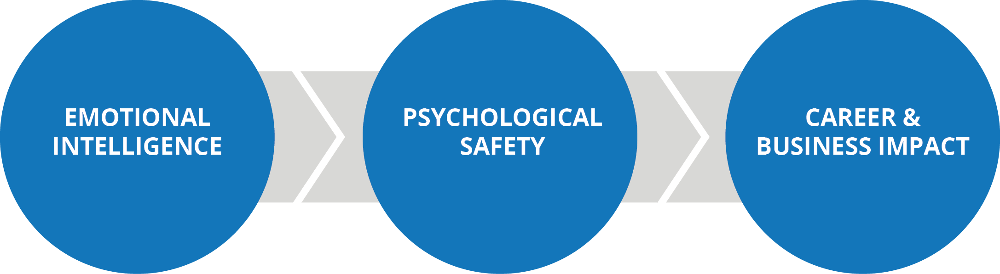 EMOTIONAL
INTELLIGENCE
PSYCHOLOGICAL
SAFETY
CAREER &
BUSINESS IMPACT